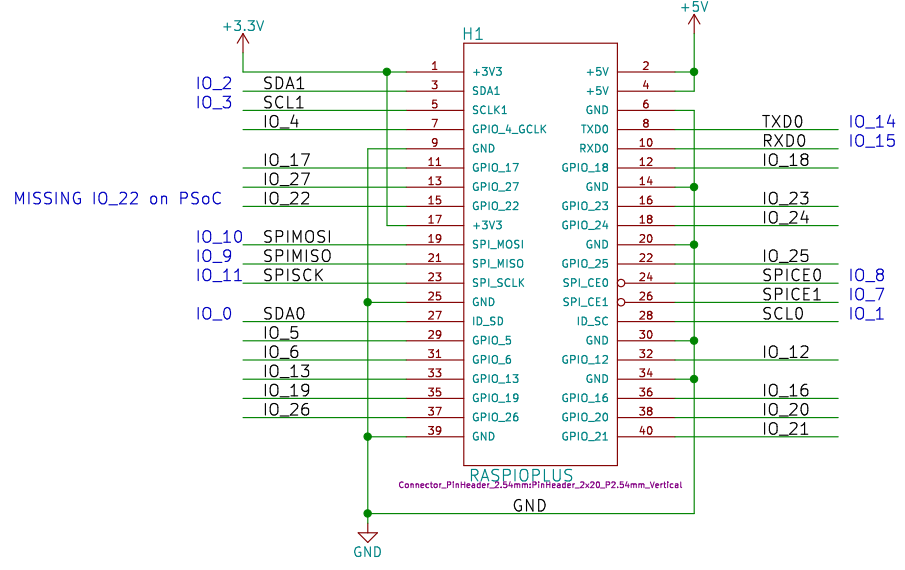 +5V
+3.3V
H1
1 +3V3 +5V 2
IO_2 SDA1 3 SDA1 +5V 4
IO_3 SCL1 5 SCLK1 GND 6
IO_4 7 GPIO_4_GCLK TXD0 8 TXD0 IO_14
9 GND RXD0 10 RXD0 IO_15
IO_17 11 GPIO_17 GPIO_18 12 IO_18
IO_27 13 GPIO_27 GND 14
MISSING IO_22 on PSoC IO_22 15 GPIO_22 GPIO_23 16 IO_23
17 +3V3 GPIO_24 18 IO_24
IO_10 SPIMOSI 19 SPI_MOSI GND 20
IO_9 SPIMISO 21 SPI_MISO GPIO_25 22 IO_25
IO_11 SPISCK 23 SPI_SCLK SPI_CE0 24 SPICE0 IO_8
25 GND SPI_CE1 26 SPICE1 IO_7
IO_0 SDA0 27 ID_SD ID_SC 28 SCL0 IO_1
IO_5 29 GPIO_5 GND 30
IO_6 31 GPIO_6 GPIO_12 32 IO_12
IO_13 33 GPIO_13 GND 34
IO_19 35 GPIO_19 GPIO_16 36 IO_16
IO_26 37 GPIO_26 GPIO_20 38 IO_20
39 GND GPIO_21 40 IO_21
RASPIOPLUS
Connector_PinHeader_2.54mm:PinHeader_2x20_P2.54mm_Vertical
GND
GND